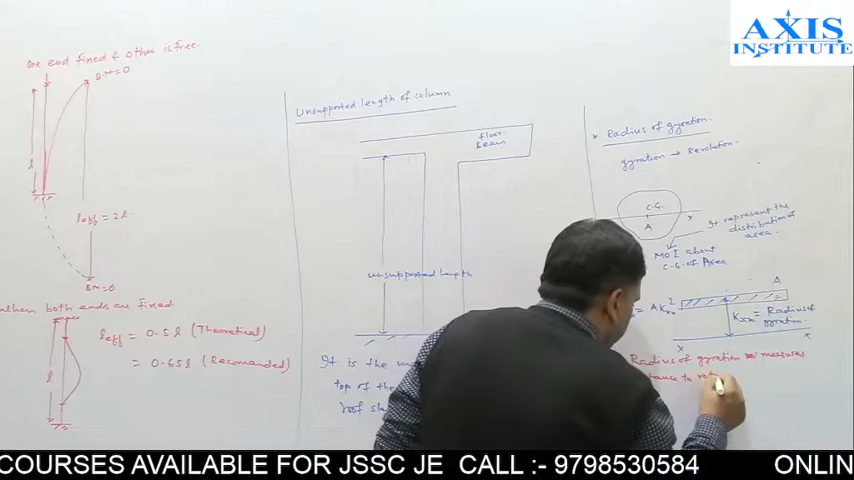 AXIS
INSTITUTE
One end fixed & other is free.
B.M=0
l
leff = 2l.
B.M=0
When both ends are fixed
leff = 0.5l (Theoretical)
= 0.65l (Recomanded)
l
Unsupported length of column
floor
Beam
unsupported length
It is the
top of the
roof
* Radius of gyration.
gyration → Revolution.
C.G.
A
x
It represent the
distribution of
area.
MOI about
C.G. of Area
A
= AKxx²
Kxx = Radius of
gyration.
x
x
Radius of gyration measures
to
COURSES AVAILABLE FOR JSSC JE CALL :- 9798530584 ONLIN